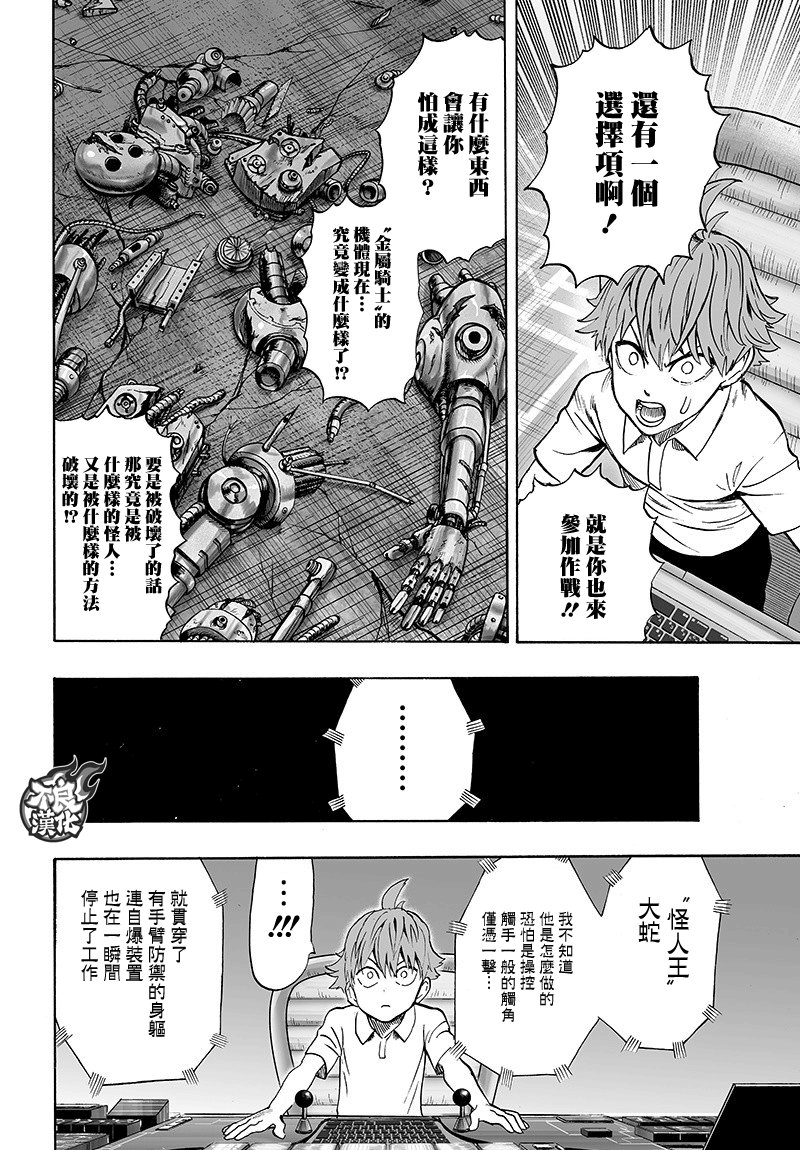 還有一個
選擇項啊!
就是你也來
參加作戰!!
有什麼東西
會讓你
怕成這樣?
"金屬騎士"的
機體現在…
究竟變成什麼樣了!?
要是被破壞了的話
那究竟是被
什麼樣的怪人…
又是被什麼樣的方法
破壞的!?
………
"怪人王"
大蛇
我不知道
他是怎麼做的
恐怕是操控
觸手一般的觸角
僅憑一擊…
…!!!
就貫穿了
有手臂防禦的身軀
連自爆裝置
也在一瞬間
停止了工作
漢化